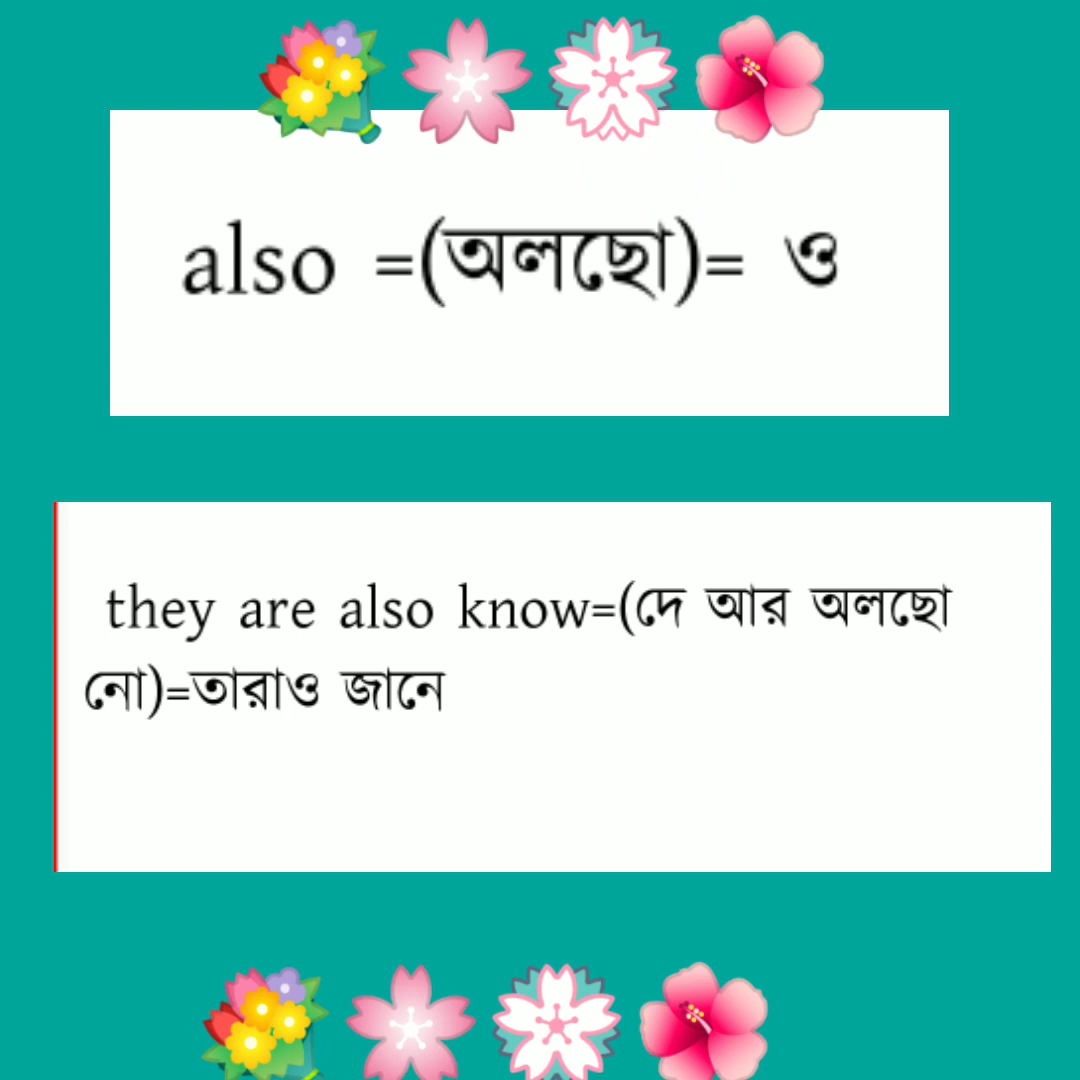 also =(অলছো)= ও
they are also know=(দে আর অলছো
নো)=তারাও জানে